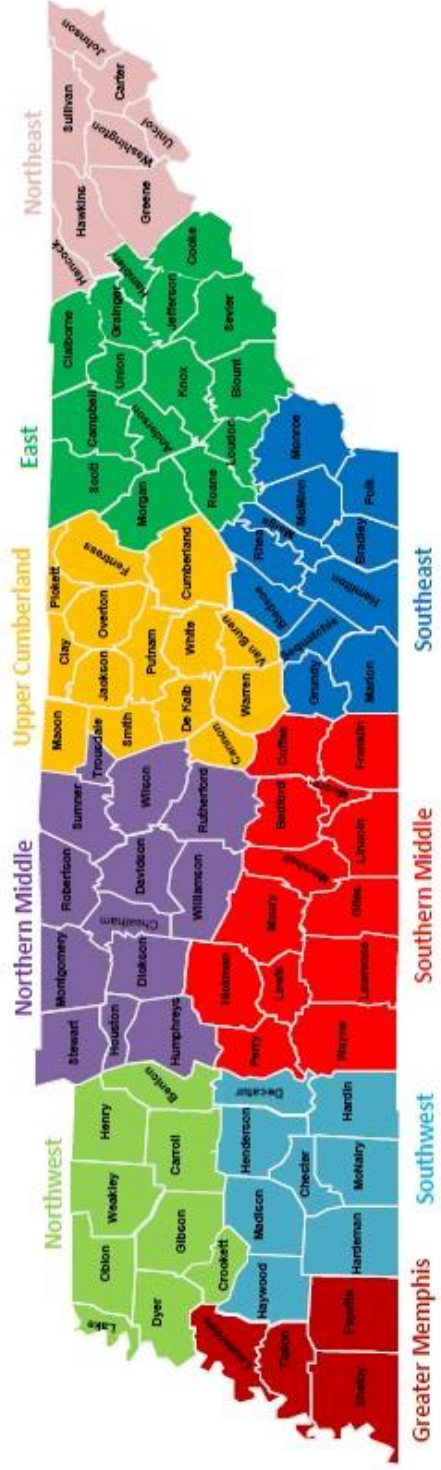 Northwest
Northern Middle
Upper Cumberland
East
Northeast
Lake
Obion
Weakley
Henry
Dyer
Gibson
Carroll
Benton
Crockett
Stewart
Montgomery
Robertson
Sumner
Houston
Dickson
Cheatham
Davidson
Wilson
Humphreys
Williamson
Rutherford
Macon
Clay
Pickett
Trousdale
Jackson
Overton
Fentress
Smith
Putnam
De Kalb
White
Cumberland
Cannon
Warren
Van Buren
Scott
Campbell
Claiborne
Morgan
Anderson
Union
Grainger
Hamblen
Roane
Loudon
Knox
Jefferson
Cooke
Blount
Sevier
Hancock
Hawkins
Sullivan
Johnson
Greene
Washington
Carter
Unicoi
Lauderdale
Tipton
Shelby
Fayette
Haywood
Madison
Henderson
Decatur
Chester
Hardeman
McNairy
Hardin
Perry
Hickman
Lewis
Maury
Wayne
Lawrence
Giles
Marshall
Bedford
Coffee
Moore
Lincoln
Franklin
Grundy
Sequatchie
Bledsoe
Rhea
Meigs
McMinn
Monroe
Marion
Hamilton
Bradley
Polk
Greater Memphis
Southwest
Southern Middle
Southeast